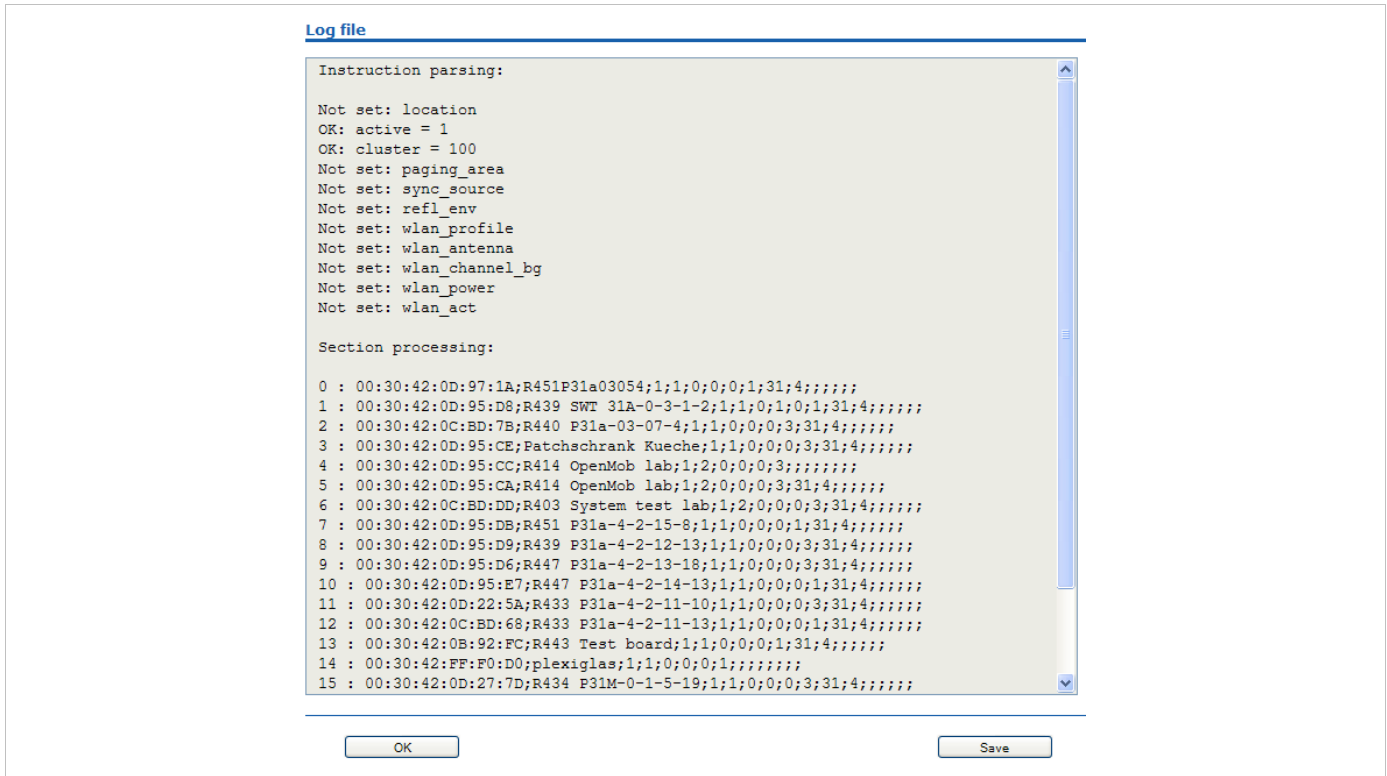 Log file
Instruction parsing:
Not set: location
OK: active = 1
OK: cluster = 100
Not set: paging_area
Not set: sync_source
Not set: refl_env
Not set: wlan_profile
Not set: wlan_antenna
Not set: wlan_channel_bg
Not set: wlan_power
Not set: wlan_act
Section processing:
0 : 00:30:42:0D:97:1A;R451P31a03054;1;1;0;0;0;1;31;4;;;;;;
1 : 00:30:42:0D:95:D8;R439 SWT 31A-0-3-1-2;1;1;0;1;0;1;31;4;;;;;;
2 : 00:30:42:0C:BD:7B;R440 P31a-03-07-4;1;1;0;0;0;3;31;4;;;;;;
3 : 00:30:42:0D:95:CE;Patchschrank Kueche;1;1;0;0;0;3;31;4;;;;;;
4 : 00:30:42:0D:95:CC;R414 OpenMob lab;1;2;0;0;0;3;;;;;;;;
5 : 00:30:42:0D:95:CA;R414 OpenMob lab;1;2;0;0;0;3;31;4;;;;;;
6 : 00:30:42:0C:BD:DD;R403 System test lab;1;2;0;0;0;3;31;4;;;;;;
7 : 00:30:42:0D:95:DB;R451 P31a-4-2-15-8;1;1;0;0;0;1;31;4;;;;;;
8 : 00:30:42:0D:95:D9;R439 P31a-4-2-12-13;1;1;0;0;0;3;31;4;;;;;;
9 : 00:30:42:0D:95:D6;R447 P31a-4-2-13-18;1;1;0;0;0;3;31;4;;;;;;
10 : 00:30:42:0D:95:E7;R447 P31a-4-2-14-13;1;1;0;0;0;1;31;4;;;;;;
11 : 00:30:42:0D:22:5A;R433 P31a-4-2-11-10;1;1;0;0;0;3;31;4;;;;;;
12 : 00:30:42:0C:BD:68;R433 P31a-4-2-11-13;1;1;0;0;0;1;31;4;;;;;;
13 : 00:30:42:0B:92:FC;R443 Test board;1;1;0;0;0;1;31;4;;;;;;
14 : 00:30:42:FF:F0:D0;plexiglas;1;1;0;0;0;1;;;;;;;;
15 : 00:30:42:0D:27:7D;R434 P31M-0-1-5-19;1;1;0;0;0;3;31;4;;;;;;
OK
Save